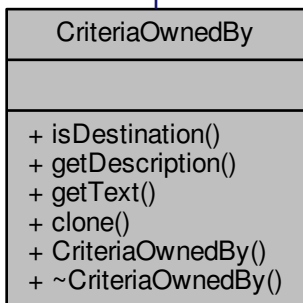 CriteriaOwnedBy
+ isDestination()
+ getDescription()
+ getText()
+ clone()
+ CriteriaOwnedBy()
+ ~CriteriaOwnedBy()